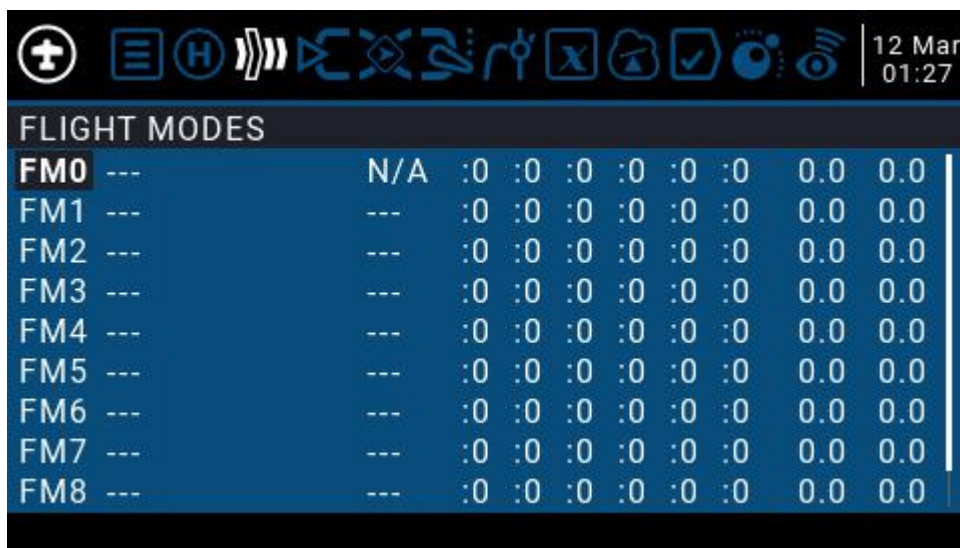 H
x
12 Mar
01:27
FLIGHT MODES
FM0 --- N/A :0 :0 :0 :0 :0 :0 0.0 0.0
FM1 --- --- :0 :0 :0 :0 :0 :0 0.0 0.0
FM2 --- --- :0 :0 :0 :0 :0 :0 0.0 0.0
FM3 --- --- :0 :0 :0 :0 :0 :0 0.0 0.0
FM4 --- --- :0 :0 :0 :0 :0 :0 0.0 0.0
FM5 --- --- :0 :0 :0 :0 :0 :0 0.0 0.0
FM6 --- --- :0 :0 :0 :0 :0 :0 0.0 0.0
FM7 --- --- :0 :0 :0 :0 :0 :0 0.0 0.0
FM8 --- --- :0 :0 :0 :0 :0 :0 0.0 0.0